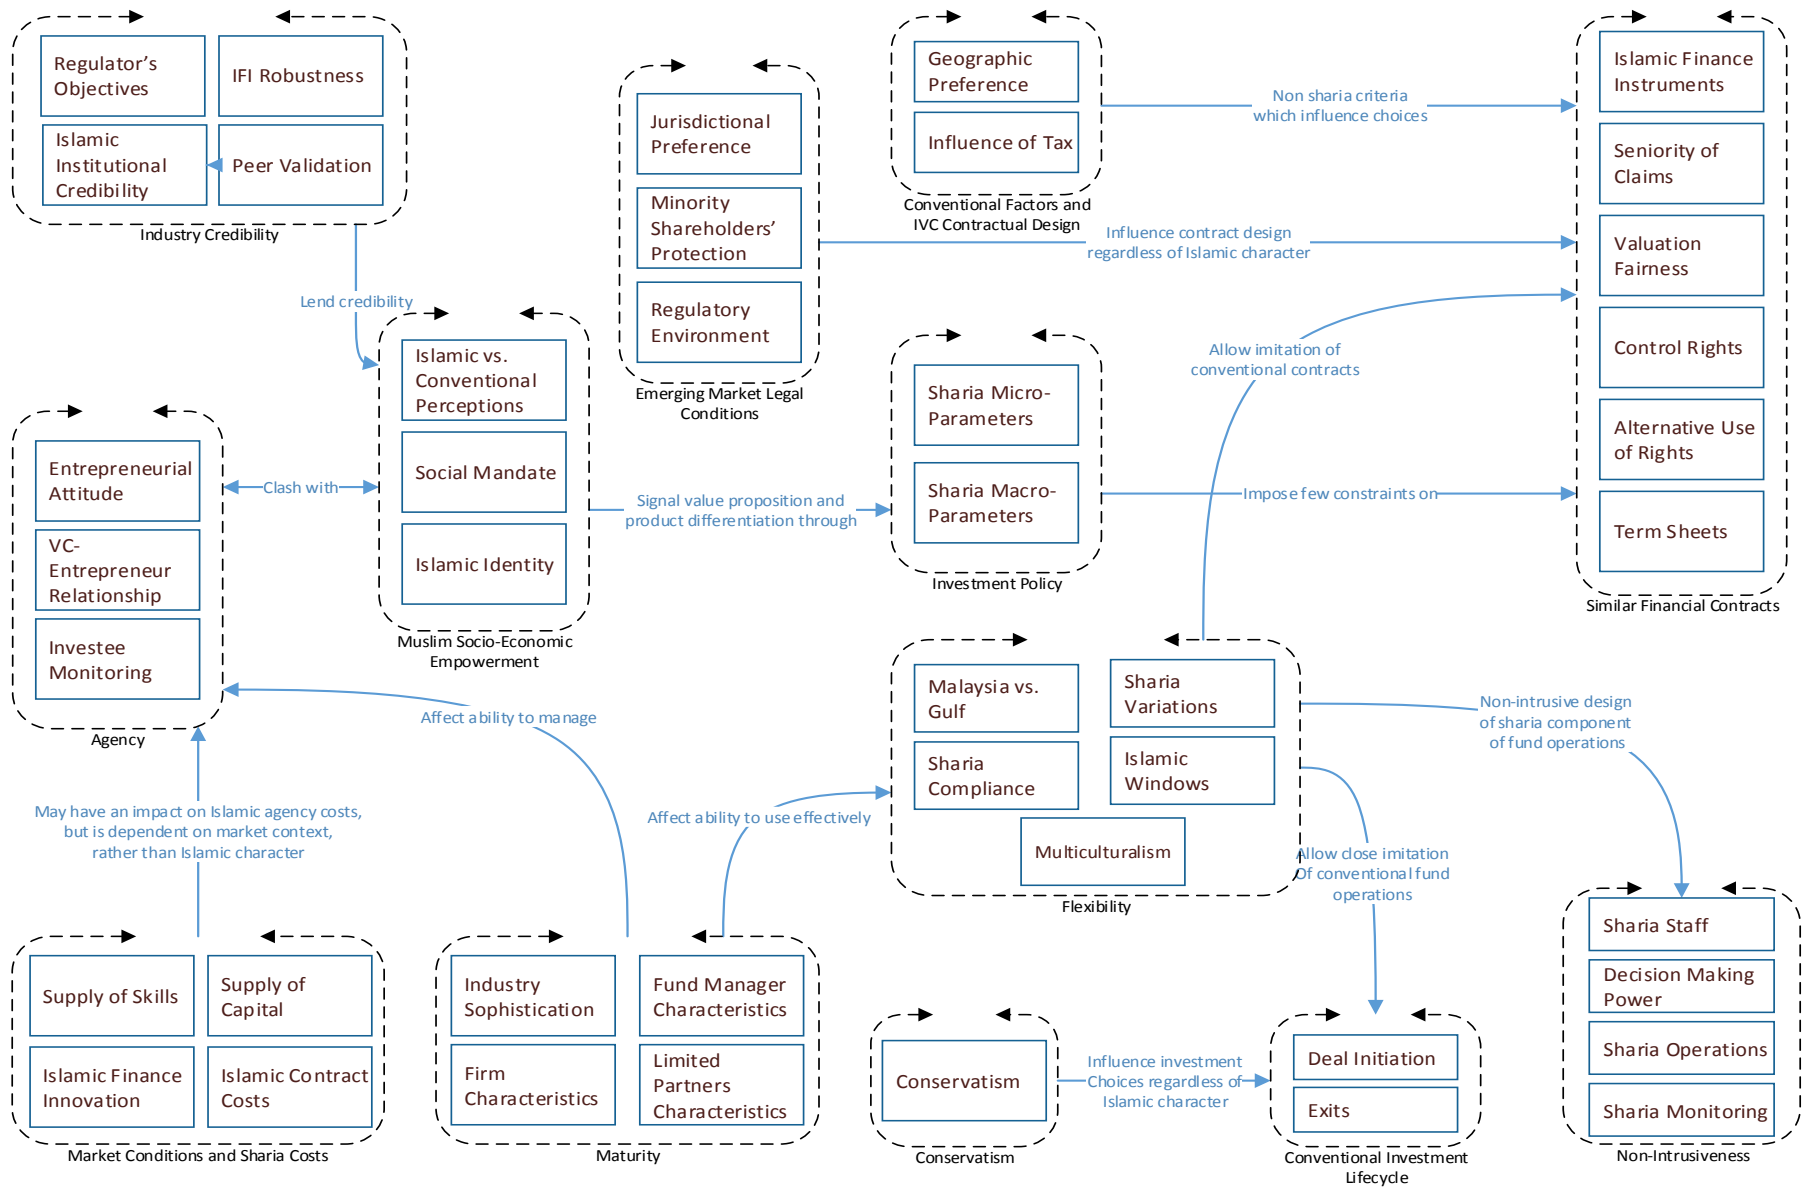 Regulator's
Objectives
IFI Robustness
Islamic
Institutional
Credibility
Peer Validation
Industry Credibility
Lend credibility
Jurisdictional
Preference
Minority
Shareholders'
Protection
Regulatory
Environment
Emerging Market Legal
Conditions
Geographic
Preference
Influence of Tax
Conventional Factors and
IVC Contractual Design
Non sharia criteria
which influence choices
Influence contract design
regardless of Islamic character
Islamic Finance
Instruments
Seniority of
Claims
Valuation
Fairness
Control Rights
Alternative Use
of Rights
Term Sheets
Similar Financial Contracts
Islamic vs.
Conventional
Perceptions
Social Mandate
Islamic Identity
Muslim Socio-Economic
Empowerment
Entrepreneurial
Attitude
VC-
Entrepreneur
Relationship
Investee
Monitoring
Agency
Clash with
Signal value proposition and
product differentiation through
Sharia Micro-
Parameters
Sharia Macro-
Parameters
Investment Policy
Allow imitation of
conventional contracts
Impose few constraints on
Affect ability to manage
May have an impact on Islamic agency costs,
but is dependent on market context,
rather than Islamic character
Affect ability to use effectively
Malaysia vs.
Gulf
Sharia
Variations
Sharia
Compliance
Islamic
Windows
Multiculturalism
Flexibility
Non-intrusive design
of sharia component
of fund operations
Allow close imitation
Of conventional fund
operations
Supply of Skills
Supply of
Capital
Islamic Finance
Innovation
Islamic Contract
Costs
Market Conditions and Sharia Costs
Industry
Sophistication
Fund Manager
Characteristics
Firm
Characteristics
Limited
Partners
Characteristics
Maturity
Conservatism
Conservatism
Influence investment
Choices regardless of
Islamic character
Deal Initiation
Exits
Conventional Investment
Lifecycle
Sharia Staff
Decision Making
Power
Sharia Operations
Sharia Monitoring
Non-Intrusiveness